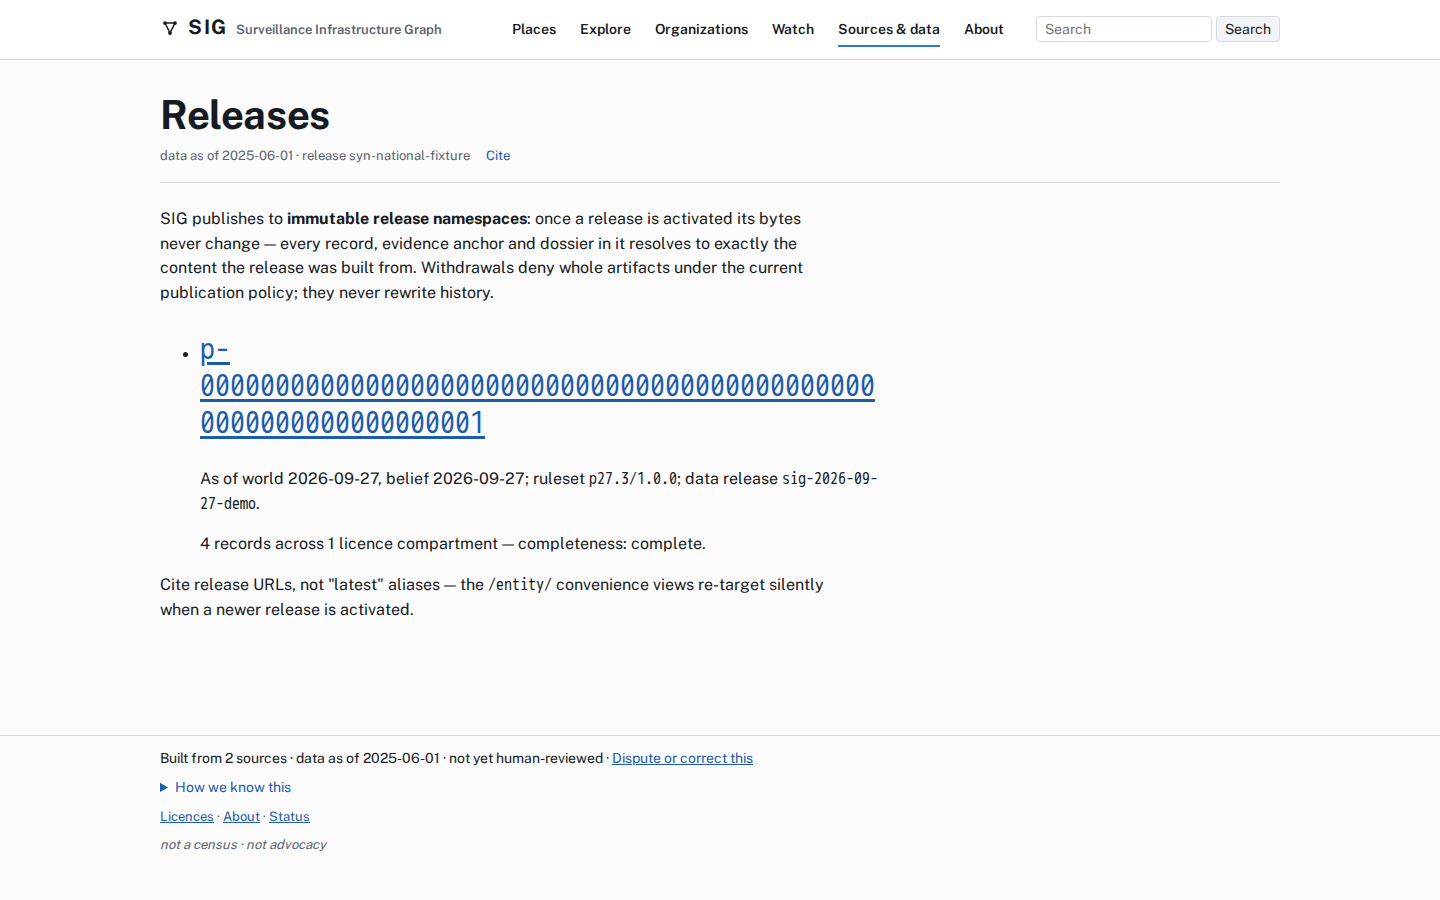 SIG Surveillance Infrastructure Graph Places Explore Organizations Watch Sources & data About Search Search
Releases
data as of 2025-06-01 · release syn-national-fixture Cite
SIG publishes to immutable release namespaces: once a release is activated its bytes
never change — every record, evidence anchor and dossier in it resolves to exactly the
content the release was built from. Withdrawals deny whole artifacts under the current
publication policy; they never rewrite history.
p-
000000000000000000000000000000000000000000000
0000000000000000001
As of world 2026-09-27, belief 2026-09-27; ruleset p27.3/1.0.0; data release sig-2026-09-
27-demo.
4 records across 1 licence compartment — completeness: complete.
Cite release URLs, not "latest" aliases — the /entity/ convenience views re-target silently
when a newer release is activated.
Built from 2 sources · data as of 2025-06-01 · not yet human-reviewed · Dispute or correct this
How we know this
Licences · About · Status
not a census · not advocacy